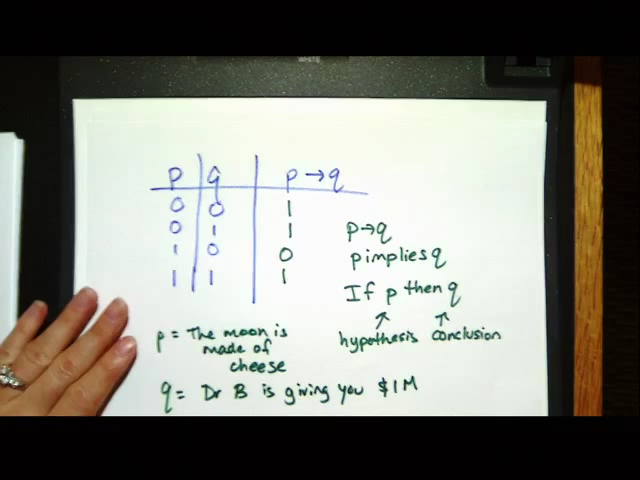 p q p→q
0 0 1
0 1 1
1 0 0
1 1 1
p→q
p implies q
If p then q
hypothesis conclusion
p = The moon is
made of
cheese
q = Dr B is giving you $1M